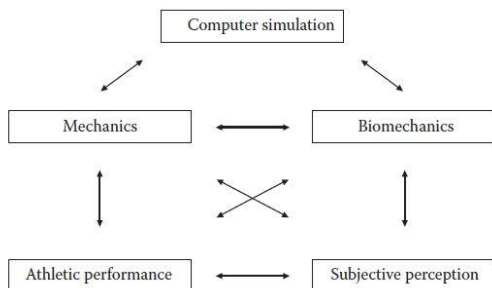 Computer simulation
Mechanics
Biomechanics
Athletic performance
Subjective perception